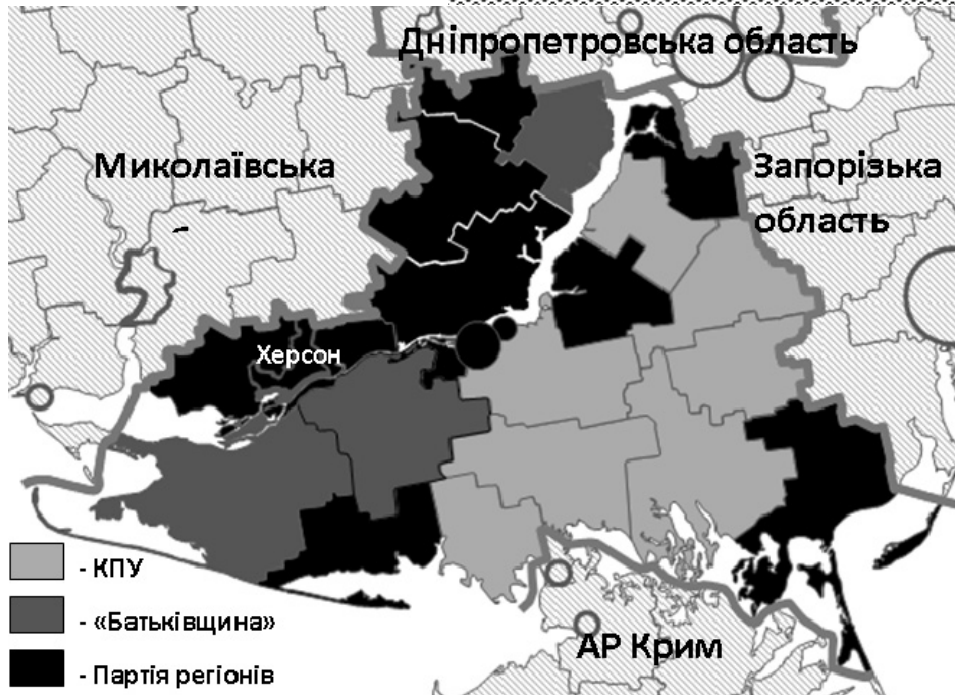 Дніпропетровська область
Миколаївська
Запорізька
область
Херсон
- КПУ
- «Батьківщина»
- Партія регіонів
АР Крим